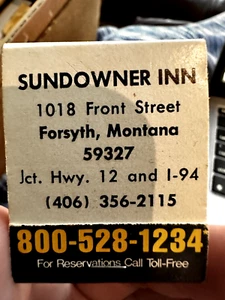 SUNDOWNER INN
1018 Front Street
Forsyth, Montana
59327
Jct. Hwy. 12 and I-94
(406) 356-2115
800-528-1234
For Reservations Call Toll-Free